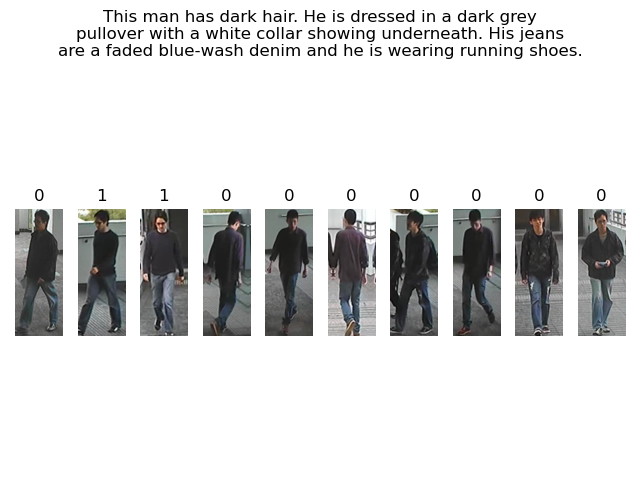 This man has dark hair. He is dressed in a dark grey
pullover with a white collar showing underneath. His jeans
are a faded blue-wash denim and he is wearing running shoes.
0 1 1 0 0 0 0 0 0 0